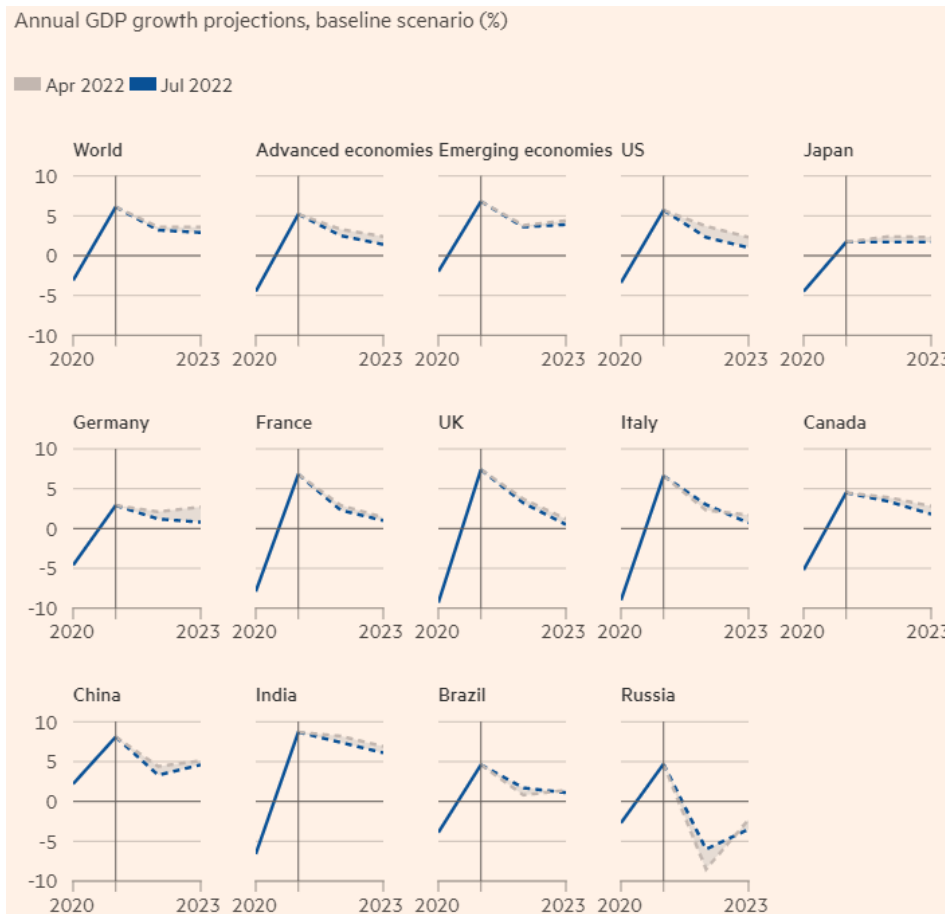 Annual GDP growth projections, baseline scenario (%)
Apr 2022 Jul 2022
World Advanced economies Emerging economies US Japan
10
5
0
-5
-10
2020 2023 2020 2023 2020 2023 2020 2023 2020 2023
Germany France UK Italy Canada
10
5
0
-5
-10
2020 2023 2020 2023 2020 2023 2020 2023 2020 2023
China India Brazil Russia
10
5
0
-5
-10
2020 2023 2020 2023 2020 2023 2020 2023